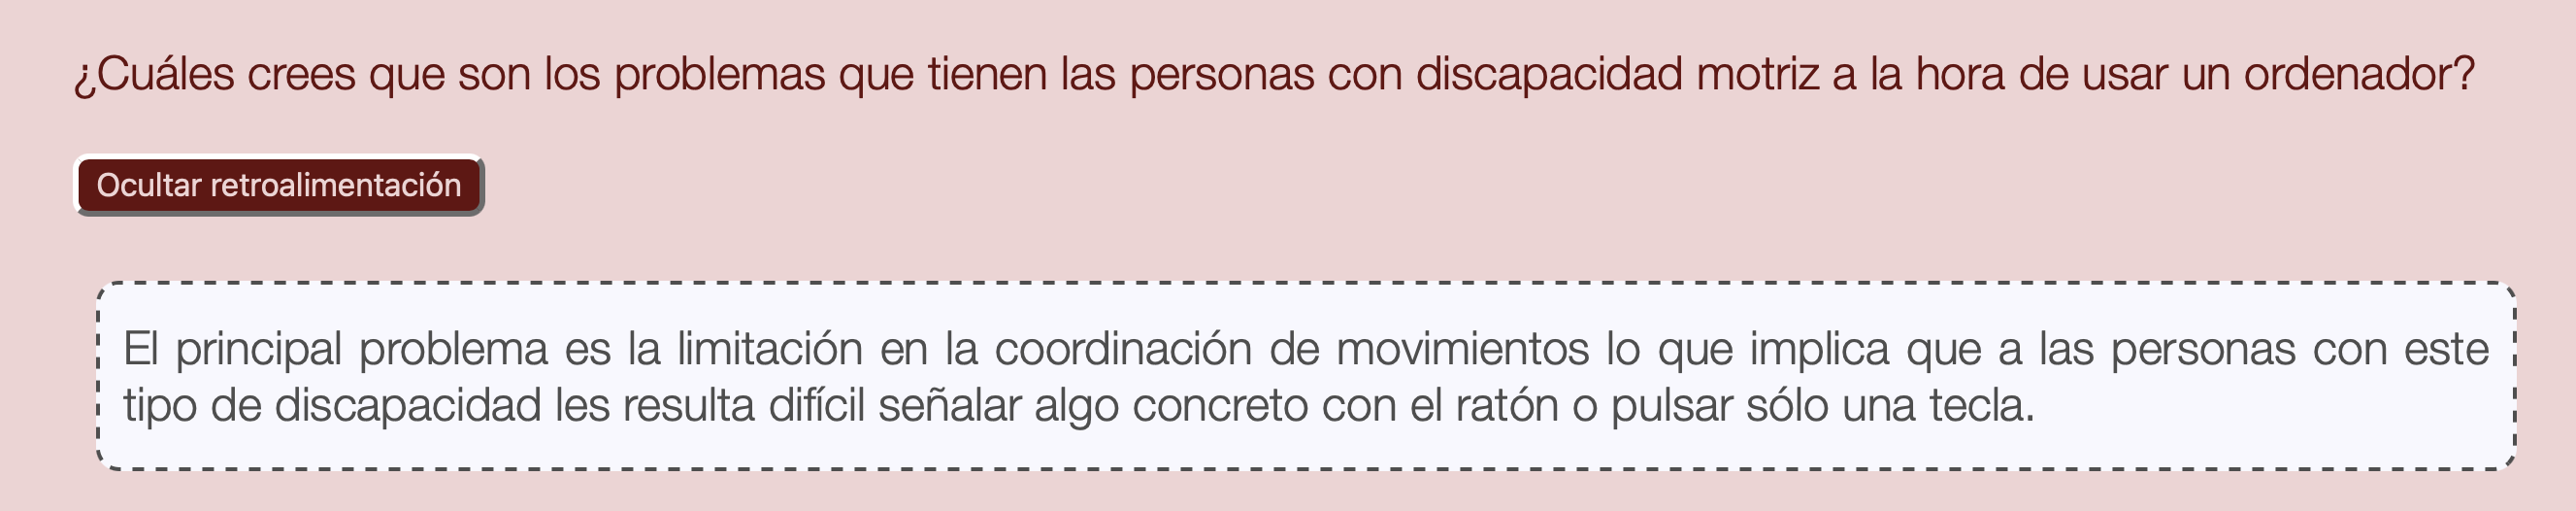 ¿Cuáles crees que son los problemas que tienen las personas con discapacidad motriz a la hora de usar un ordenador?
Ocultar retroalimentación
El principal problema es la limitación en la coordinación de movimientos lo que implica que a las personas con este
tipo de discapacidad les resulta difícil señalar algo concreto con el ratón o pulsar sólo una tecla.